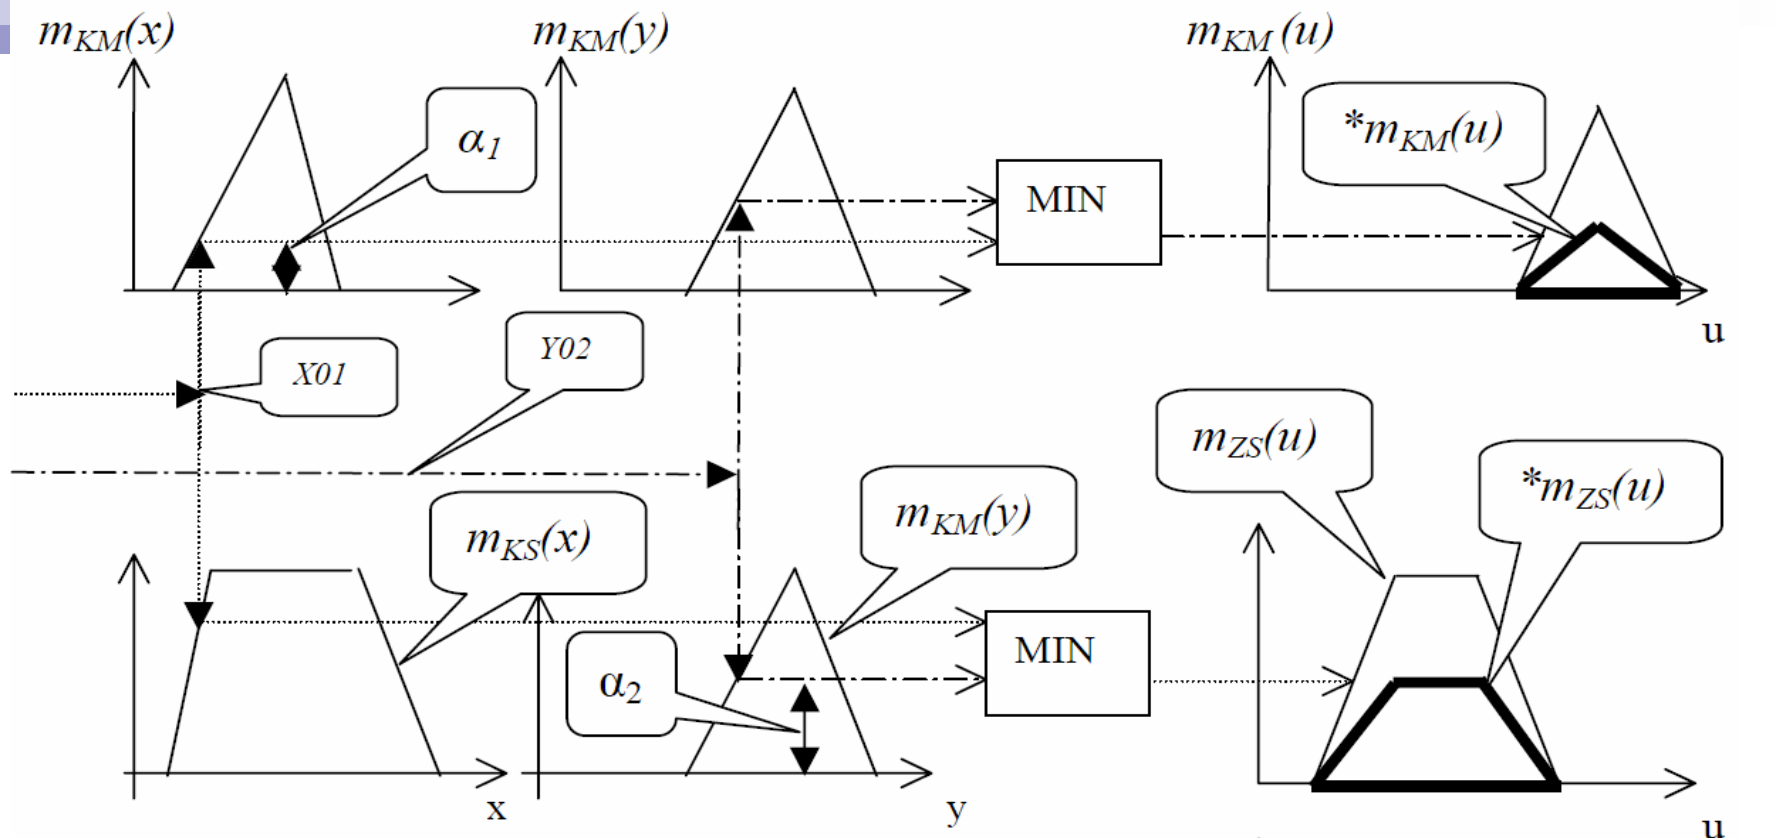 m_KM(x)
m_KM(y)
m_KM (u)
α₁
*m_KM(u)
MIN
u
X01
Y02
m_ZS(u)
*m_ZS(u)
m_KS(x)
m_KM(y)
α₂
MIN
x
y
u